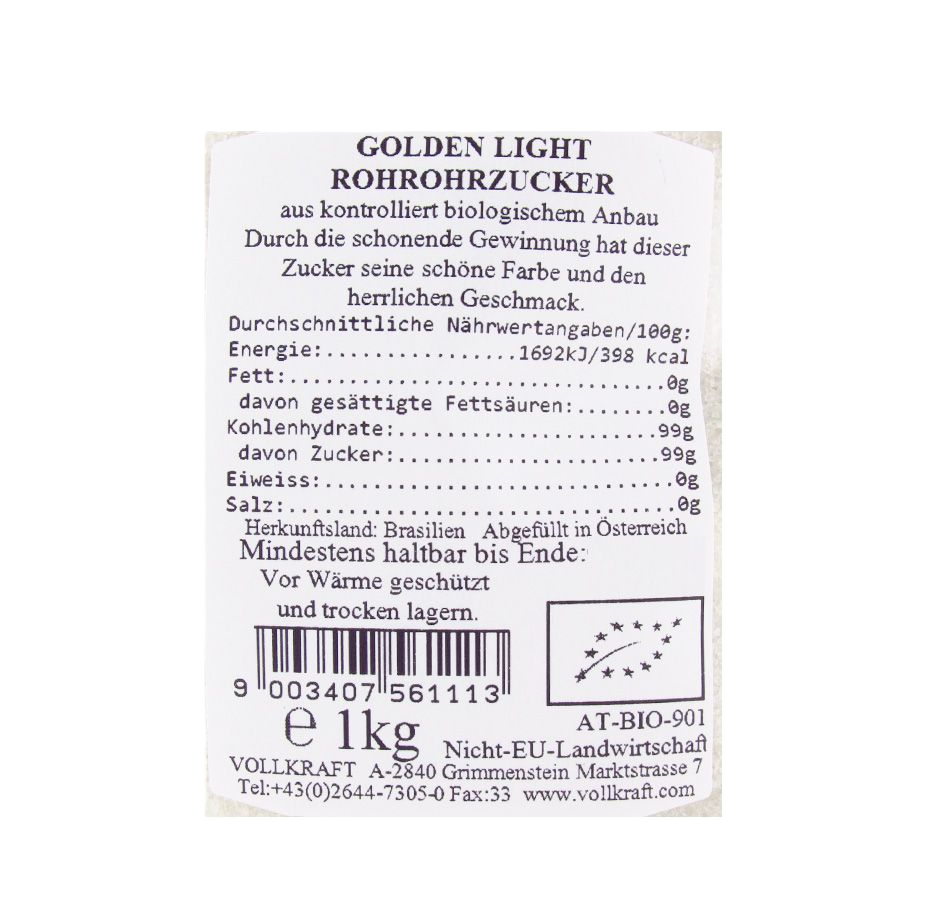 GOLDEN LIGHT
ROHROHRZUCKER
aus kontrolliert biologischem Anbau
Durch die schonende Gewinnung hat dieser
Zucker seine schöne Farbe und den
herrlichen Geschmack.
Durchschnittliche Nährwertangaben/100g:
Energie:................1692kJ/398 kcal
Fett:................................0g
davon gesättigte Fettsäuren:........0g
Kohlenhydrate:......................99g
davon Zucker:......................99g
Eiweiss:..............................0g
Salz:.................................0g
Herkunftsland: Brasilien Abgefüllt in Österreich
Mindestens haltbar bis Ende:
Vor Wärme geschützt
und trocken lagern.
9 003407 561113
℮ 1kg
AT-BIO-901
Nicht-EU-Landwirtschaft
VOLLKRAFT A-2840 Grimmenstein Marktstrasse 7
Tel:+43(0)2644-7305-0 Fax:33 www.vollkraft.com